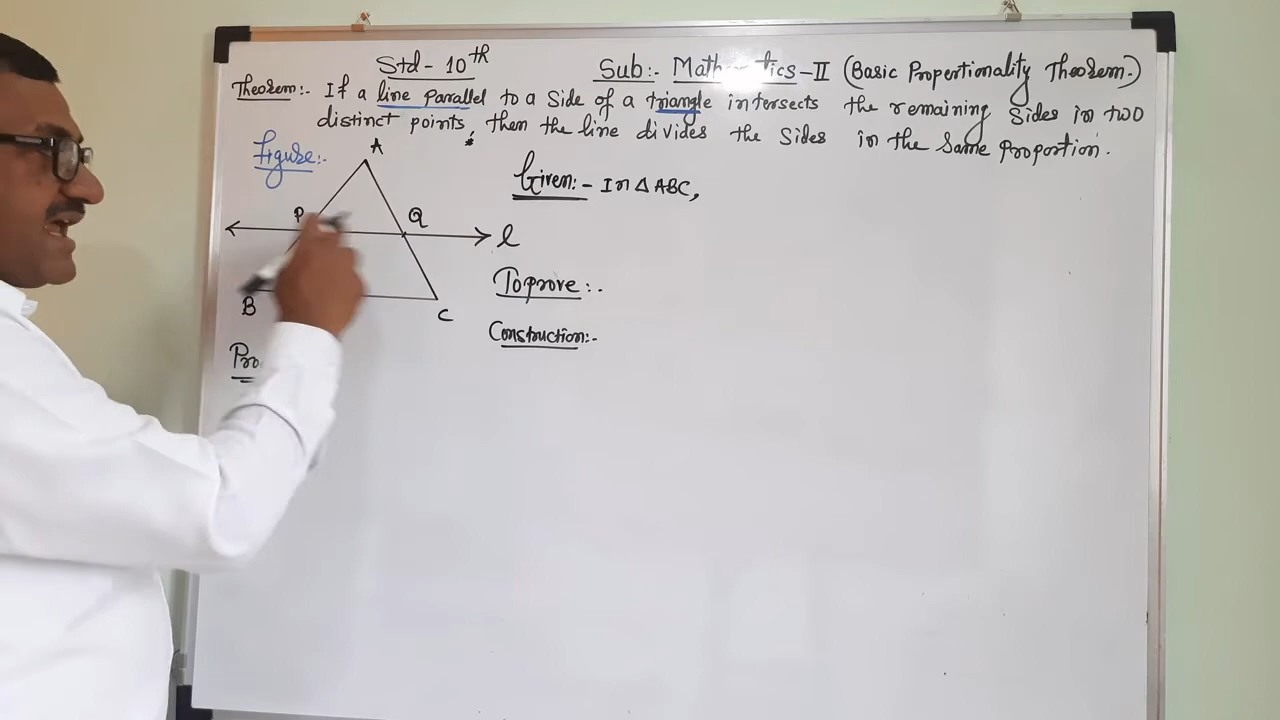 Std - 10th
Sub:- Mathematics - II (Basic Propertionality Theorem.)
Theorem:- If a line parallel to a side of a triangle intersects the remaining sides in two
distinct points, then the line divides the sides in the same proportion.
Figure:-
A
Given:- In △ ABC,
P Q
l
To prove:-
B C
Construction:-